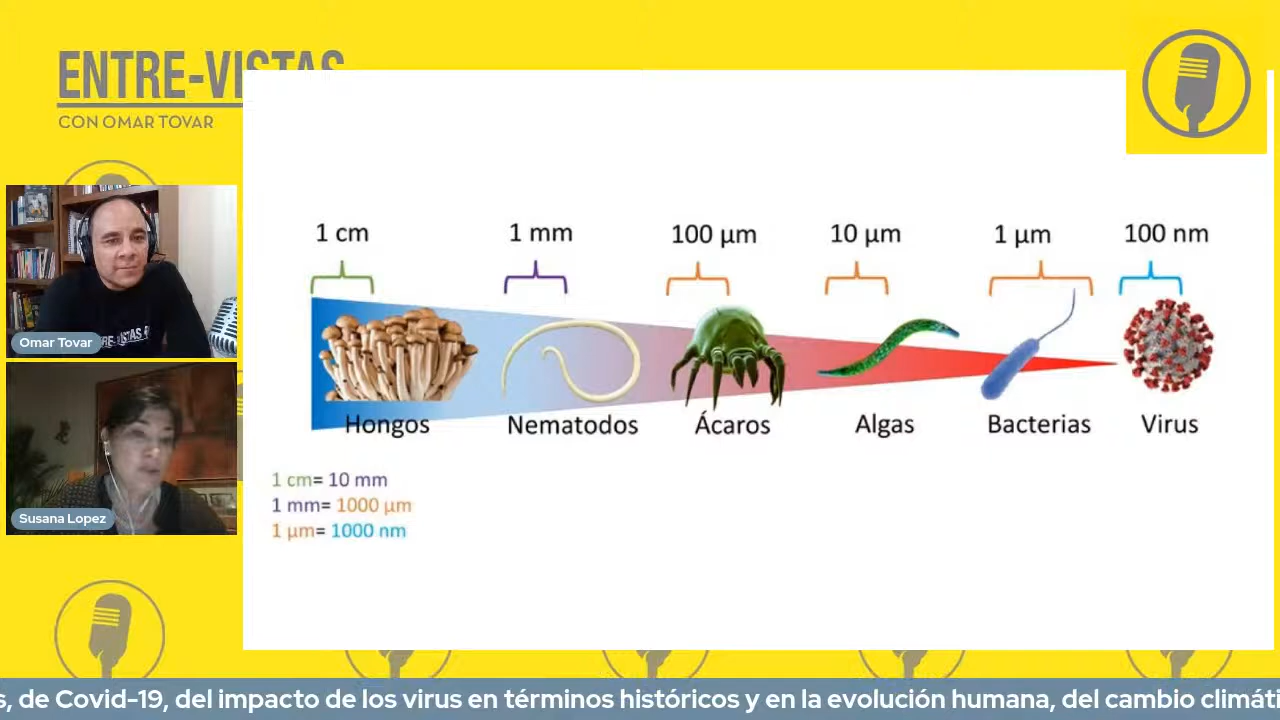 ENTRE-VISTAS
CON OMAR TOVAR
1 cm
1 mm
100 µm
10 µm
1 µm
100 nm
Hongos
Nematodos
Ácaros
Algas
Bacterias
Virus
1 cm= 10 mm
1 mm= 1000 µm
1 µm= 1000 nm
Omar Tovar
Susana Lopez
s, de Covid-19, del impacto de los virus en términos históricos y en la evolución humana, del cambio climáti